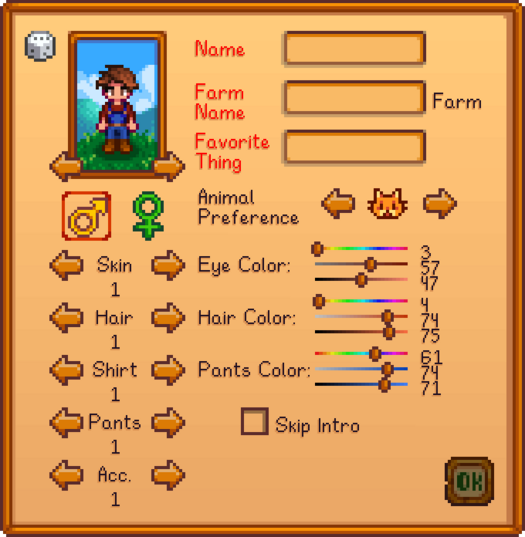 Name
Farm
Name
Farm
Favorite
Thing
Animal
Preference
Skin
1
Eye Color:
3
57
47
Hair
1
Hair Color:
4
74
75
Shirt
1
Pants Color:
61
74
71
Pants
1
Skip Intro
Acc.
1
OK